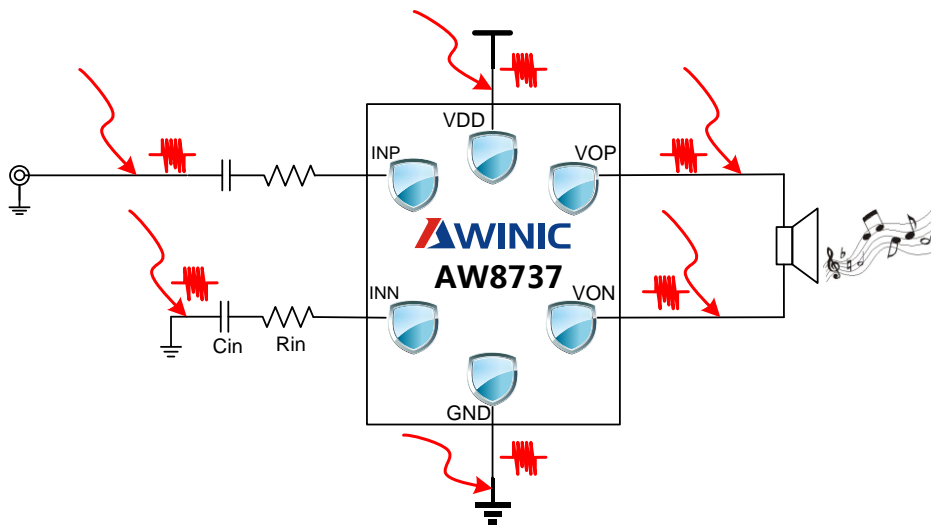 VDD
INP
VOP
AWINIC
AW8737
INN
VON
Cin
Rin
GND